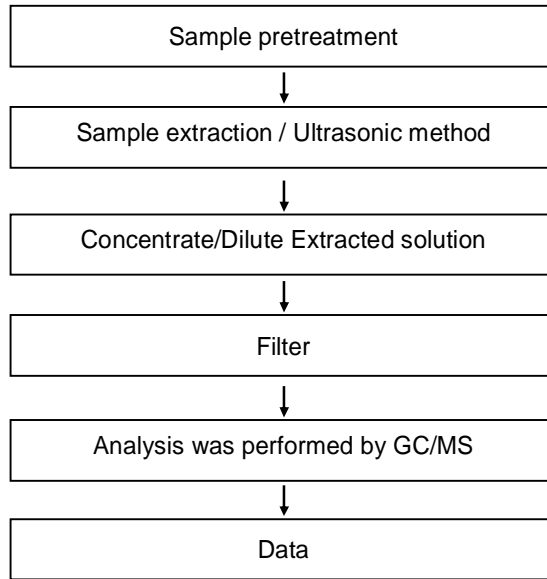 Sample pretreatment
Sample extraction / Ultrasonic method
Concentrate/Dilute Extracted solution
Filter
Analysis was performed by GC/MS
Data